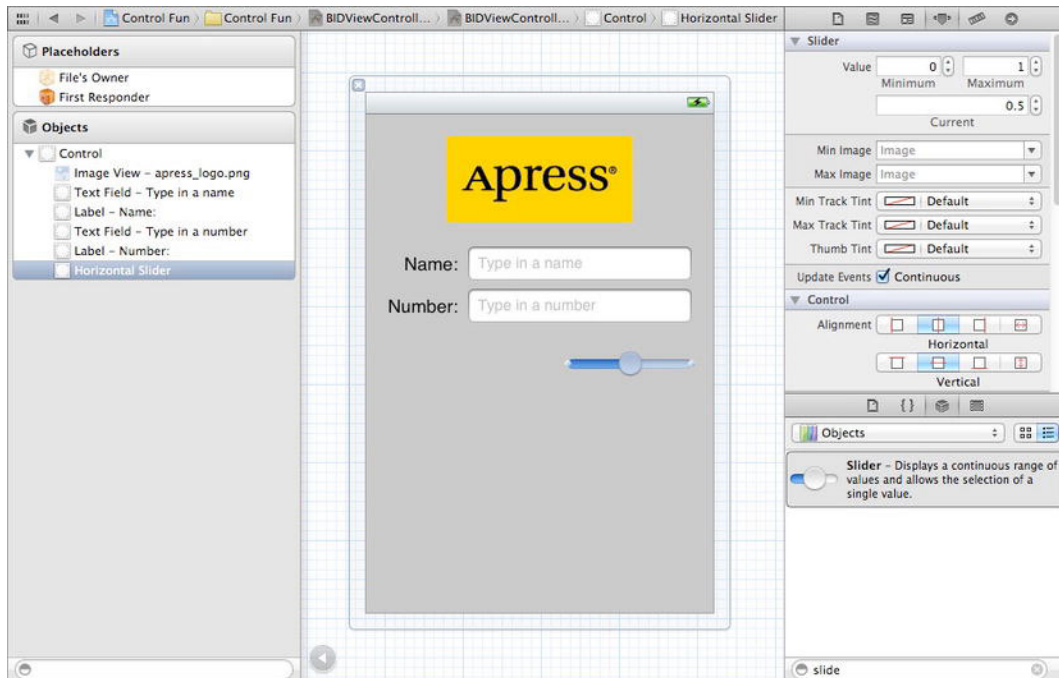 Control Fun
Control Fun
BIDViewControll...
BIDViewControll...
Control
Horizontal Slider
Placeholders
File's Owner
First Responder
Objects
Control
Image View – apress_logo.png
Text Field – Type in a name
Label – Name:
Text Field – Type in a number
Label – Number:
Horizontal Slider
Apress®
Name:
Type in a name
Number:
Type in a number
Slider
Value
0
1
Minimum
Maximum
0.5
Current
Min Image
Image
Max Image
Image
Min Track Tint
Default
Max Track Tint
Default
Thumb Tint
Default
Update Events
Continuous
Control
Alignment
Horizontal
Vertical
{}
Objects
Slider – Displays a continuous range of
values and allows the selection of a
single value.
slide